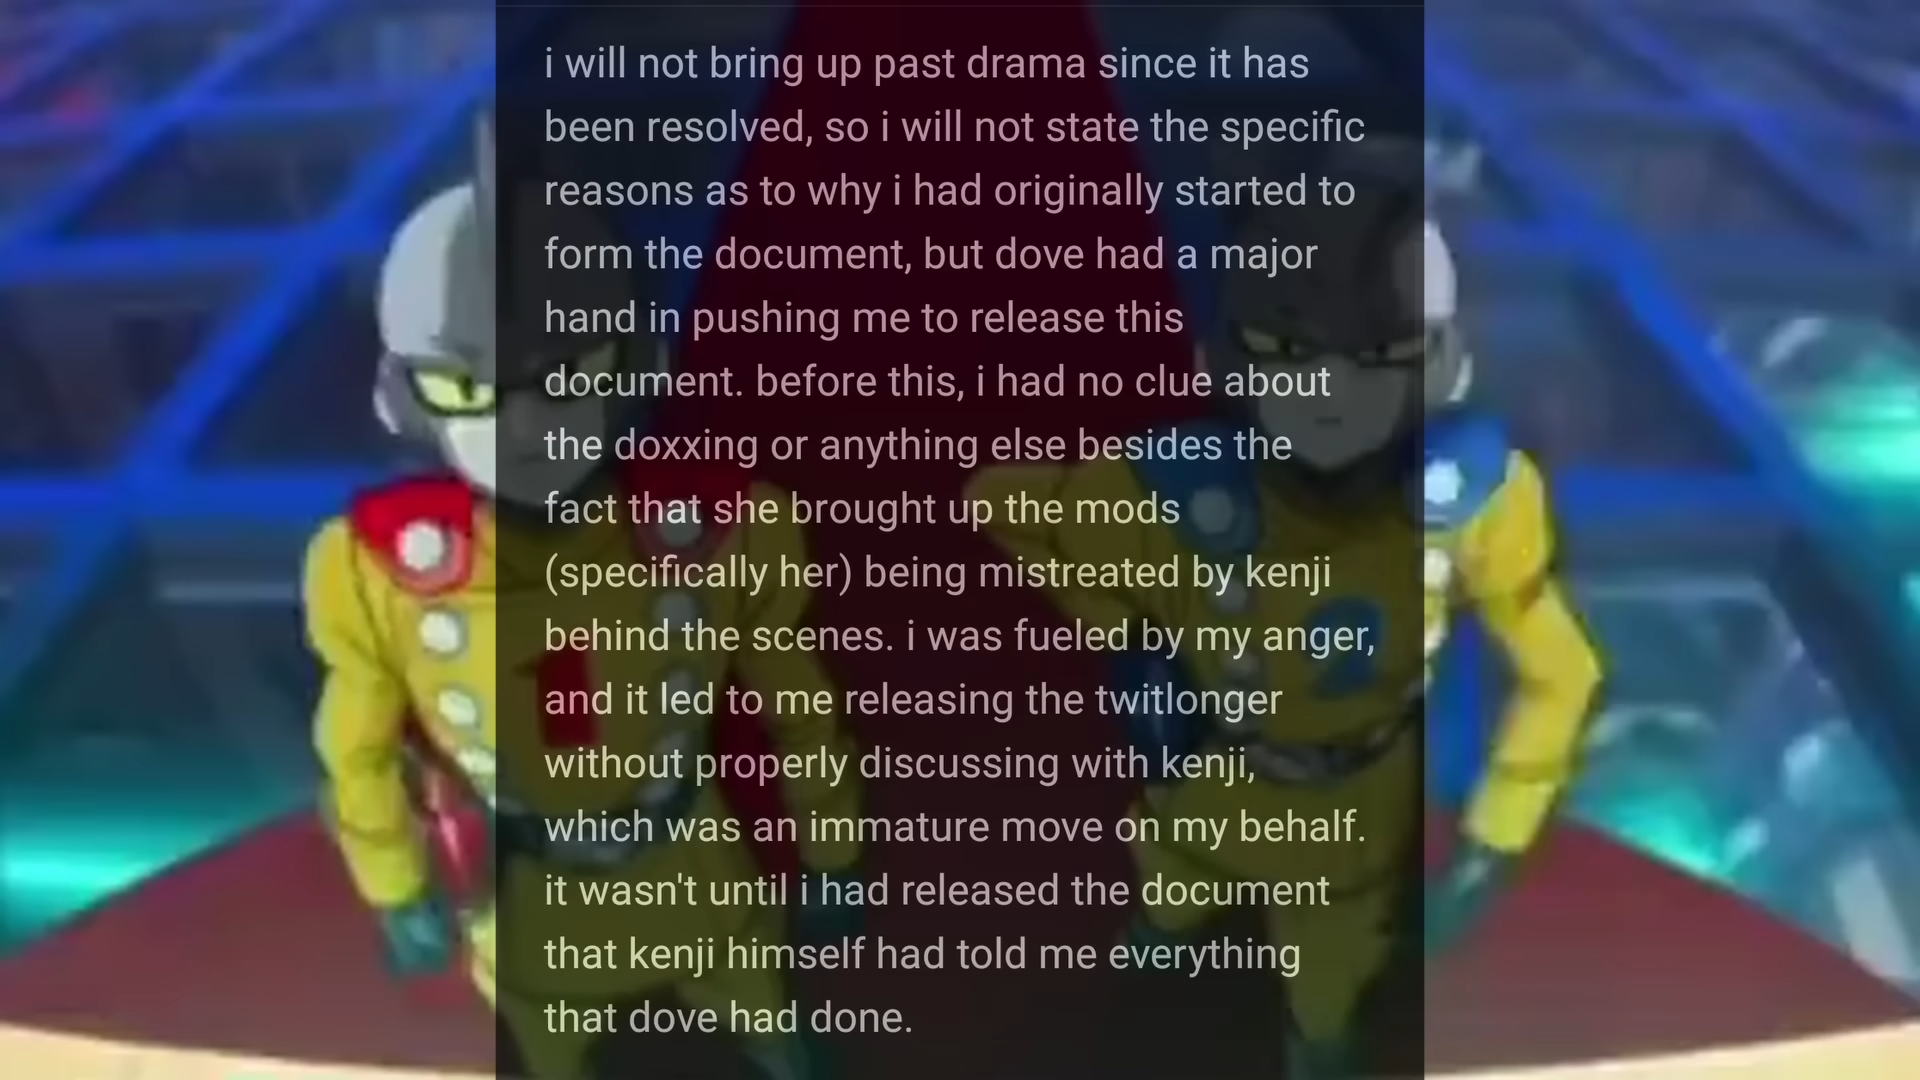 i will not bring up past drama since it has
been resolved, so i will not state the specific
reasons as to why i had originally started to
form the document, but dove had a major
hand in pushing me to release this
document. before this, i had no clue about
the doxxing or anything else besides the
fact that she brought up the mods
(specifically her) being mistreated by kenji
behind the scenes. i was fueled by my anger,
and it led to me releasing the twitlonger
without properly discussing with kenji,
which was an immature move on my behalf.
it wasn't until i had released the document
that kenji himself had told me everything
that dove had done.